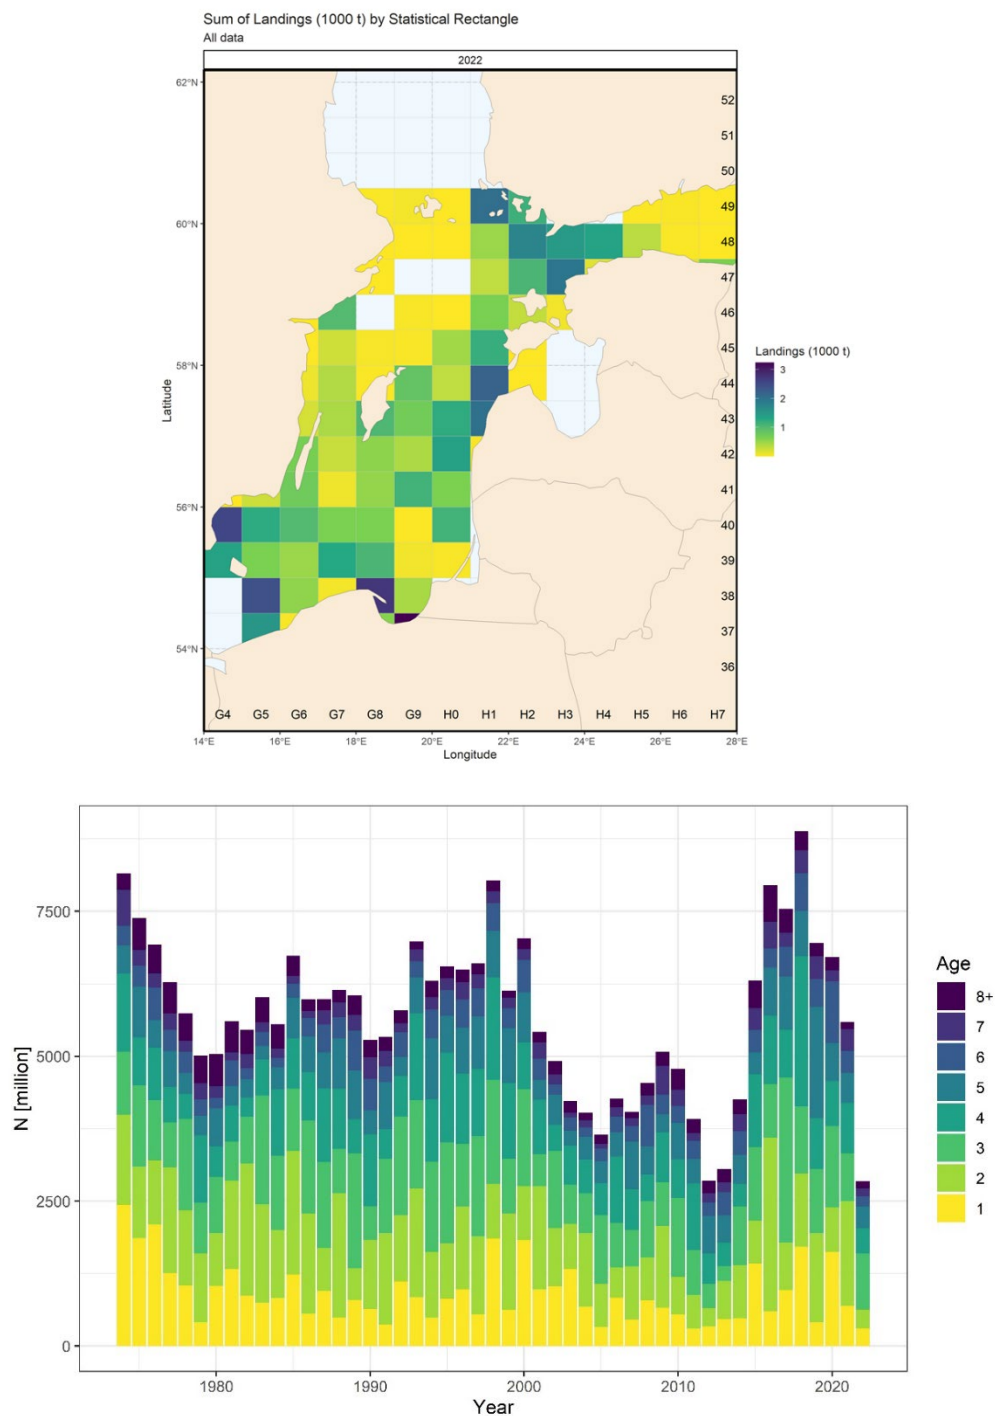 Sum of Landings (1000 t) by Statistical Rectangle
All data
2022
62°N
60°N
58°N
56°N
54°N
Latitude
52
51
50
49
48
47
46
45
44
43
42
41
40
39
38
37
36
G4 G5 G6 G7 G8 G9 H0 H1 H2 H3 H4 H5 H6 H7
14°E 16°E 18°E 20°E 22°E 24°E 26°E 28°E
Longitude
Landings (1000 t)
3
2
1
7500
5000
2500
0
N [million]
1980 1990 2000 2010 2020
Year
Age
8+
7
6
5
4
3
2
1